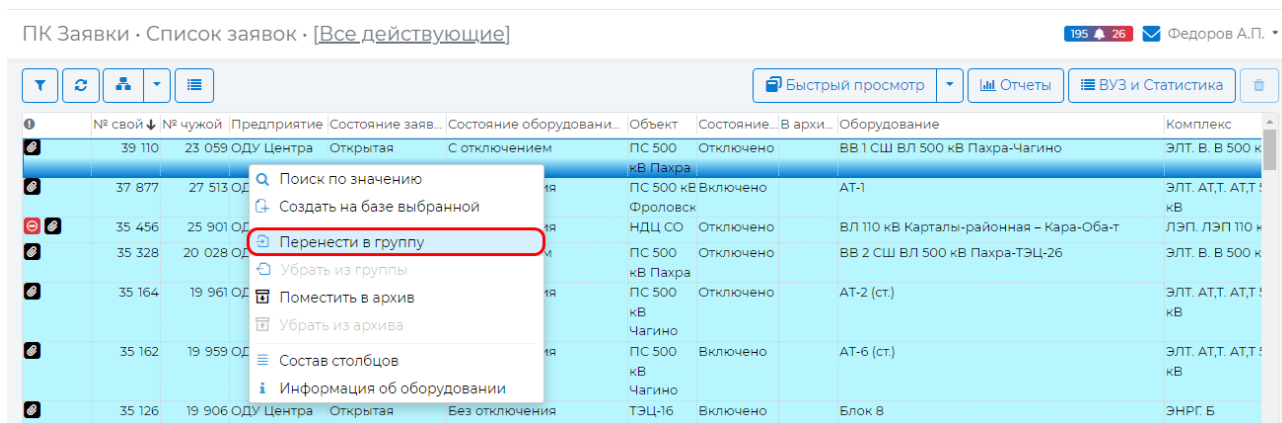 ПК Заявки • Список заявок • [Все действующие]
195 26 Федоров А.П.
Быстрый просмотр Отчеты ВУЗ и Статистика
№ свой № чужой Предприятие Состояние заяв... Состояние оборудовани... Объект Состояние... В архи... Оборудование Комплекс
39 110 23 059 ОДУ Центра Открытая С отключением ПС 500 Отключено ВВ 1 СШ ВЛ 500 кВ Пахра-Чагино ЭЛТ. В. В 500 к
кВ Пахра
Поиск по значению
37 877 27 513 ПС 500 кВ Включено АТ-1 ЭЛТ. АТ,Т. АТ,Т
Создать на базе выбранной Фроловск кВ
35 456 25 901 НДЦ СО Отключено ВЛ 110 кВ Карталы-районная – Кара-Оба-т ЛЭП. ЛЭП 110 к
Перенести в группу
35 328 20 028 ПС 500 Отключено ВВ 2 СШ ВЛ 500 кВ Пахра-ТЭЦ-26 ЭЛТ. В. В 500 к
Убрать из группы кВ Пахра
35 164 19 961 Поместить в архив ПС 500 Отключено АТ-2 (ст.) ЭЛТ. АТ,Т. АТ,Т
кВ кВ
Убрать из архива Чагино
35 162 19 959 ПС 500 Включено АТ-6 (ст.) ЭЛТ. АТ,Т. АТ,Т
Состав столбцов кВ кВ
Информация об оборудовании Чагино
35 126 19 906 ОДУ Центра Открытая Без отключения ТЭЦ-16 Включено Блок 8 ЭНРГ. Б